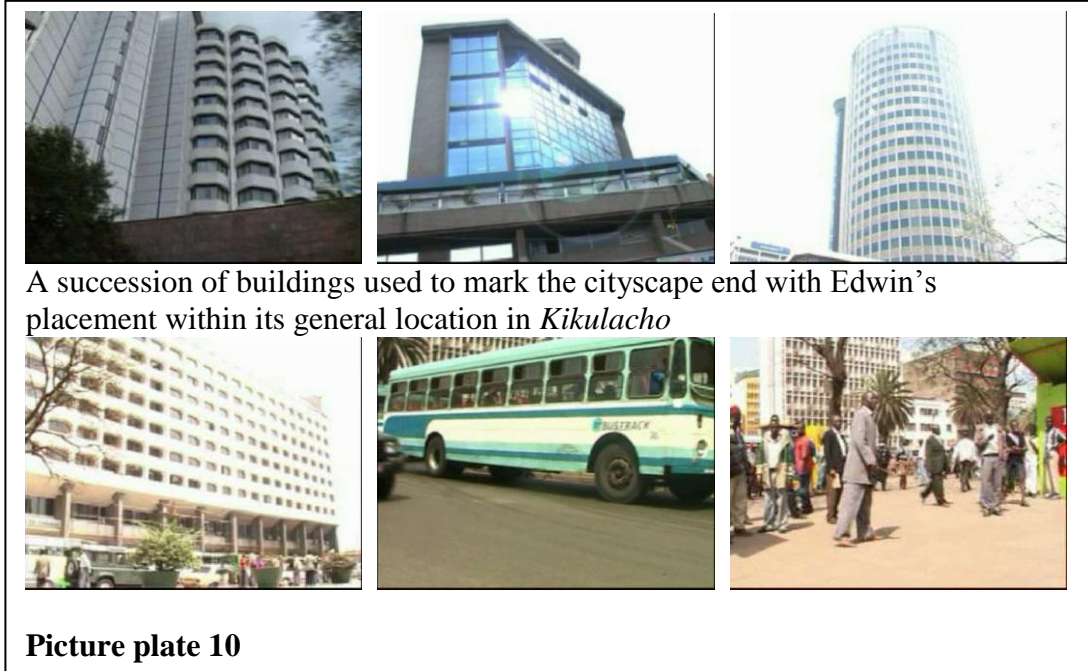 A succession of buildings used to mark the cityscape end with Edwin's
placement within its general location in Kikulacho
BUSTRACK
Picture plate 10